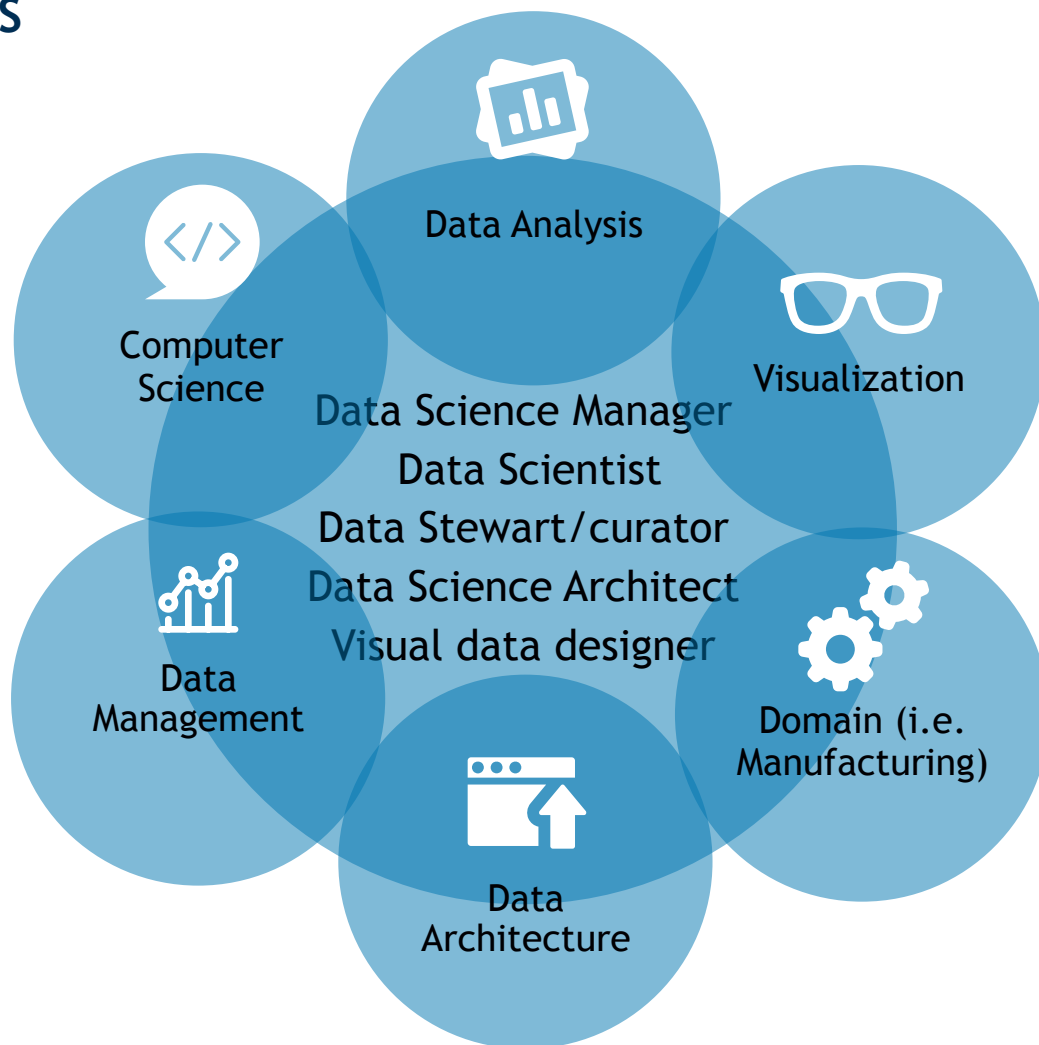 s
Data Analysis
Computer
Science
Visualization
Data Science Manager
Data Scientist
Data Stewart/curator
Data Science Architect
Visual data designer
Data
Management
Domain (i.e.
Manufacturing)
Data
Architecture